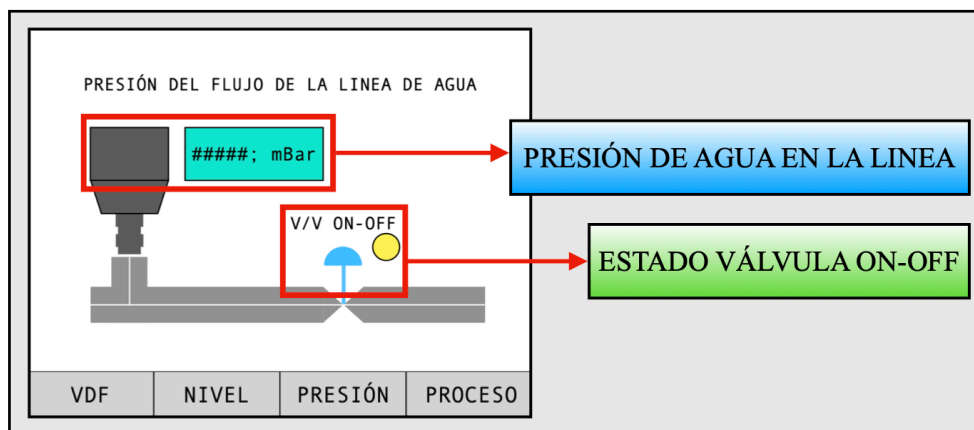 PRESIÓN DEL FLUJO DE LA LINEA DE AGUA
#####; mBar
PRESIÓN DE AGUA EN LA LINEA
V/V ON-OFF
ESTADO VÁLVULA ON-OFF
VDF
NIVEL
PRESIÓN
PROCESO